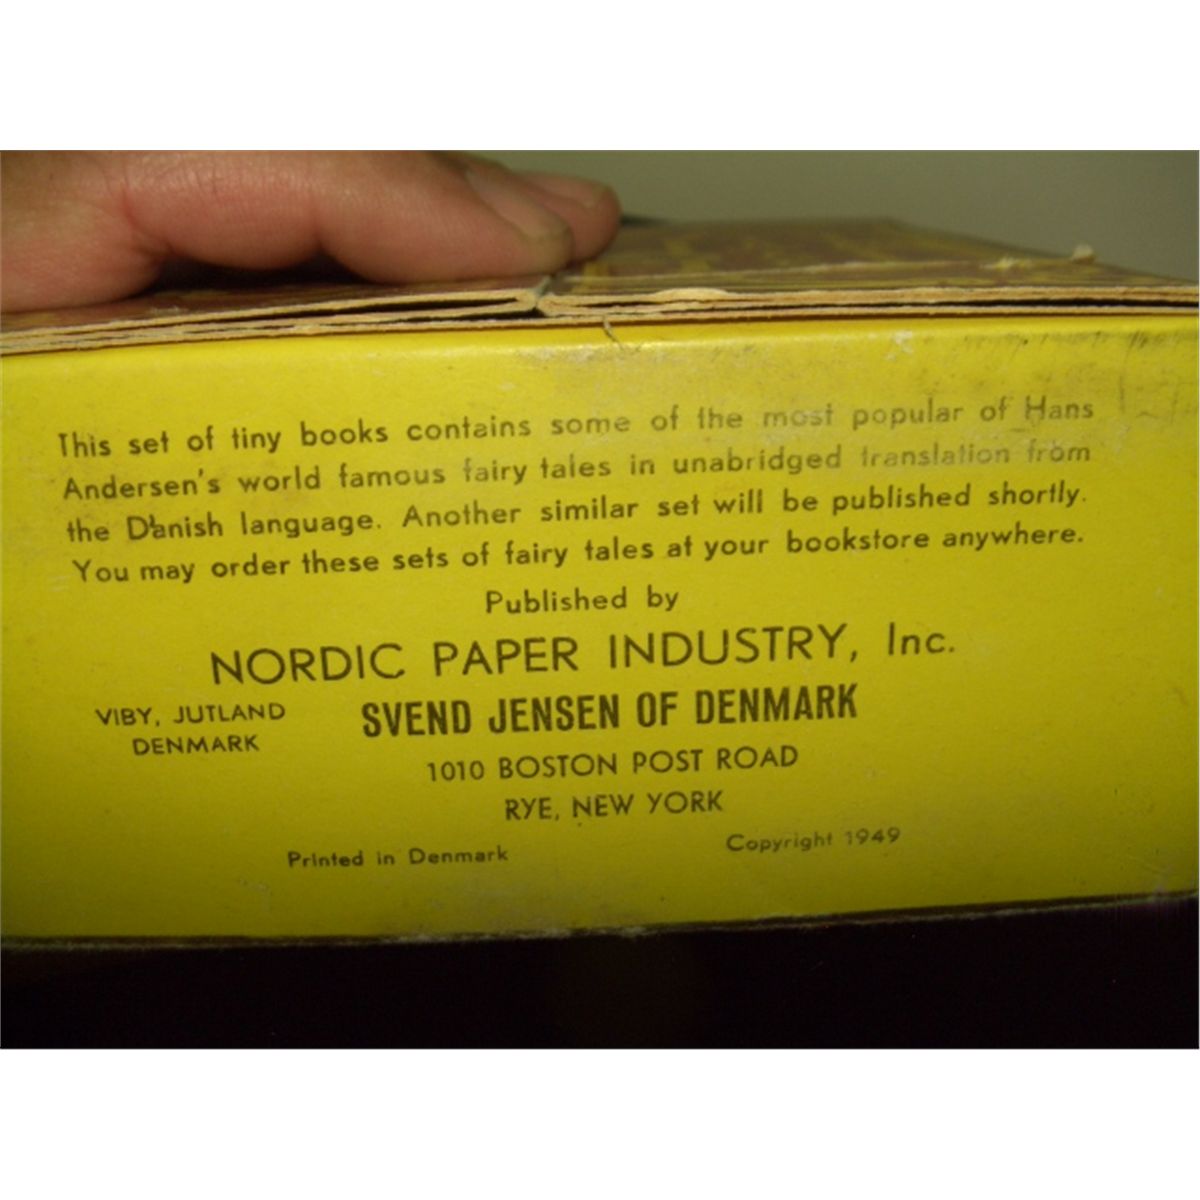 This set of tiny books contains some of the most popular of Hans
Andersen's world famous fairy tales in unabridged translation from
the Danish language. Another similar set will be published shortly.
You may order these sets of fairy tales at your bookstore anywhere.
Published by
NORDIC PAPER INDUSTRY, Inc.
VIBY, JUTLAND
DENMARK
SVEND JENSEN OF DENMARK
1010 BOSTON POST ROAD
RYE, NEW YORK
Printed in Denmark
Copyright 1949